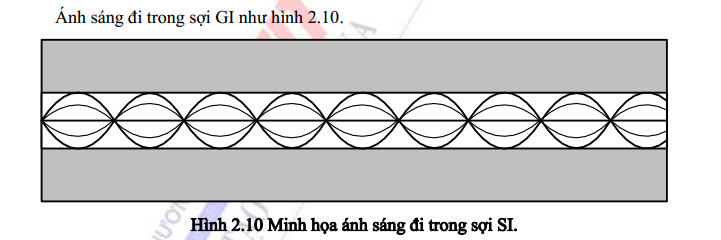 Ánh sáng đi trong sợi GI như hình 2.10.
Hình 2.10 Minh họa ánh sáng đi trong sợi SI.